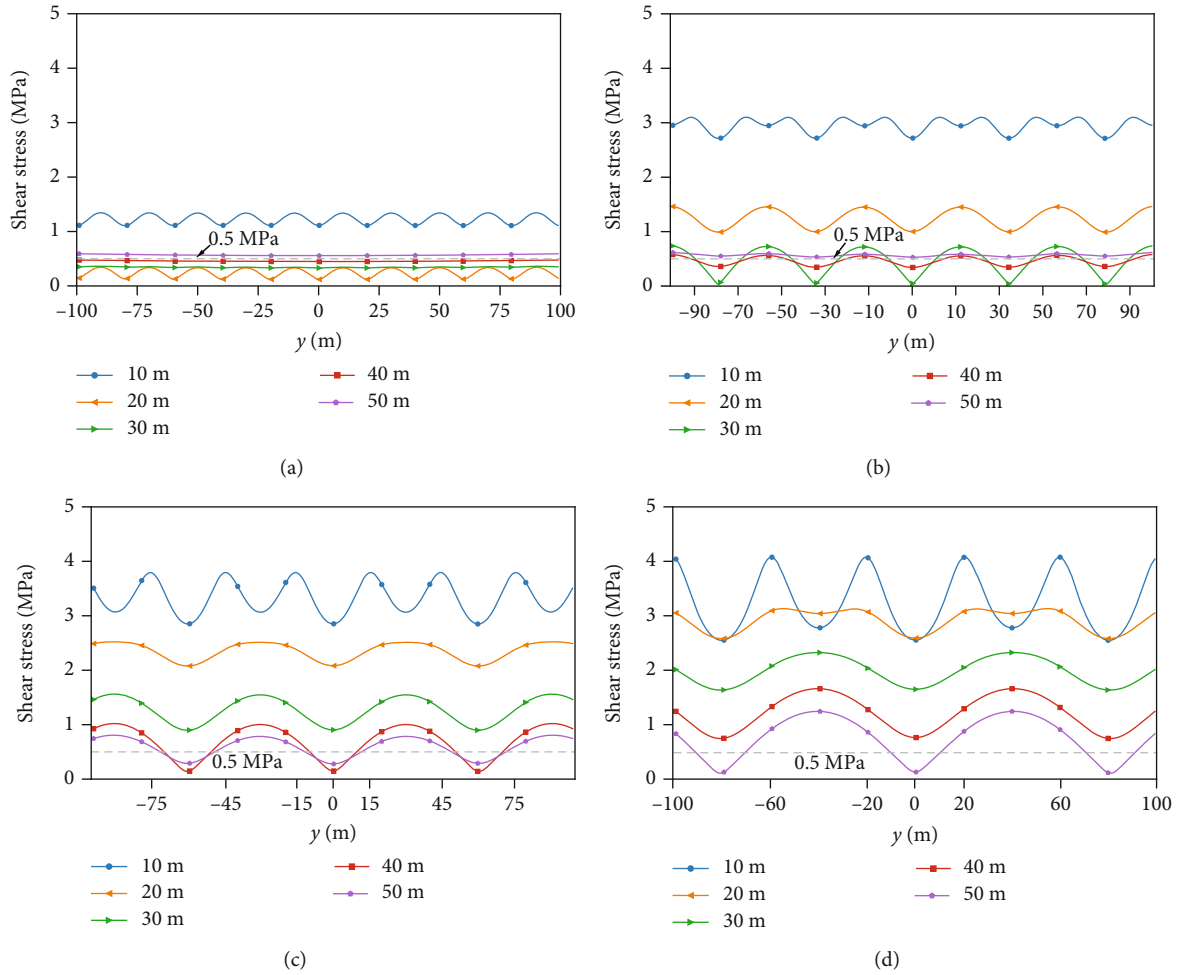 5
4
3
2
1
0
Shear stress (MPa)
0.5 MPa
–100 –75 –50 –25 0 25 50 75 100
y (m)
10 m 40 m
20 m 50 m
30 m
(a)
5
4
3
2
1
0
Shear stress (MPa)
0.5 MPa
–90 –70 –50 –30 –10 0 10 30 50 70 90
y (m)
10 m 40 m
20 m 50 m
30 m
(b)
5
4
3
2
1
0
Shear stress (MPa)
0.5 MPa
–75 –45 –15 0 15 45 75
y (m)
10 m 40 m
20 m 50 m
30 m
(c)
5
4
3
2
1
0
Shear stress (MPa)
0.5 MPa
–100 –60 –20 0 20 60 100
y (m)
10 m 40 m
20 m 50 m
30 m
(d)